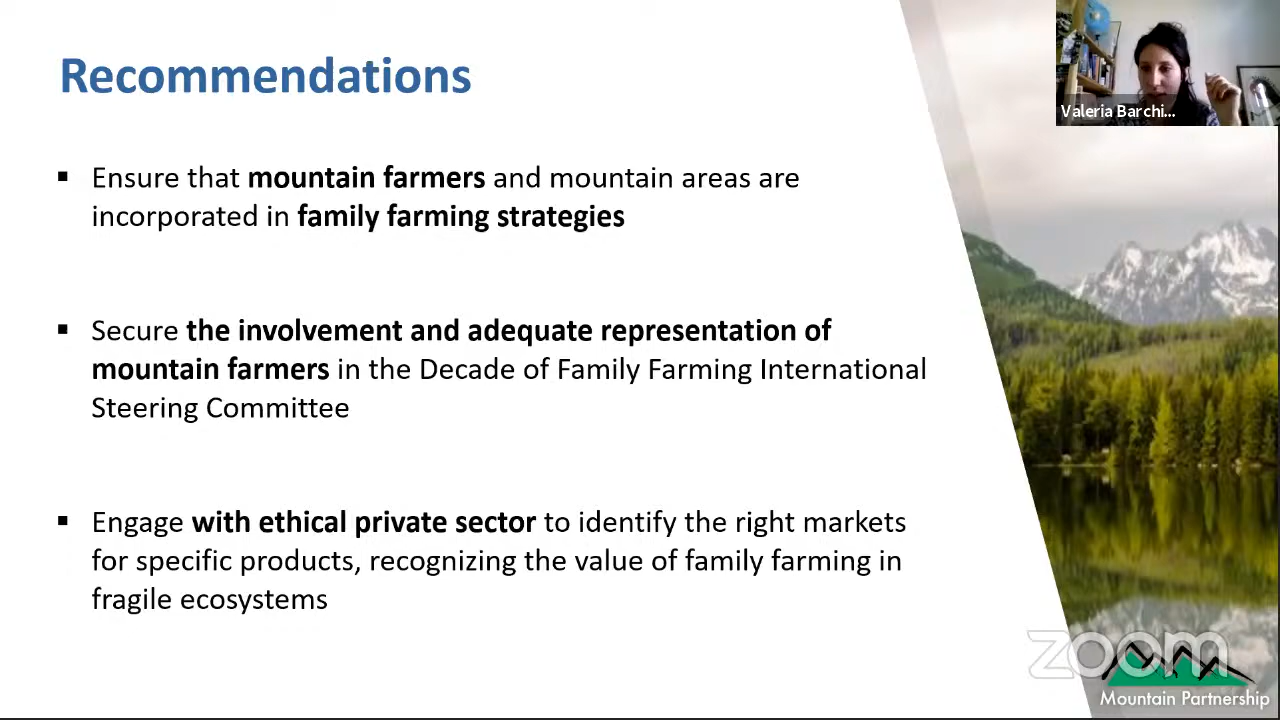 Recommendations
Valeria Barchi...
▪ Ensure that mountain farmers and mountain areas are
incorporated in family farming strategies
▪ Secure the involvement and adequate representation of
mountain farmers in the Decade of Family Farming International
Steering Committee
▪ Engage with ethical private sector to identify the right markets
for specific products, recognizing the value of family farming in
fragile ecosystems
zoom
Mountain Partnership